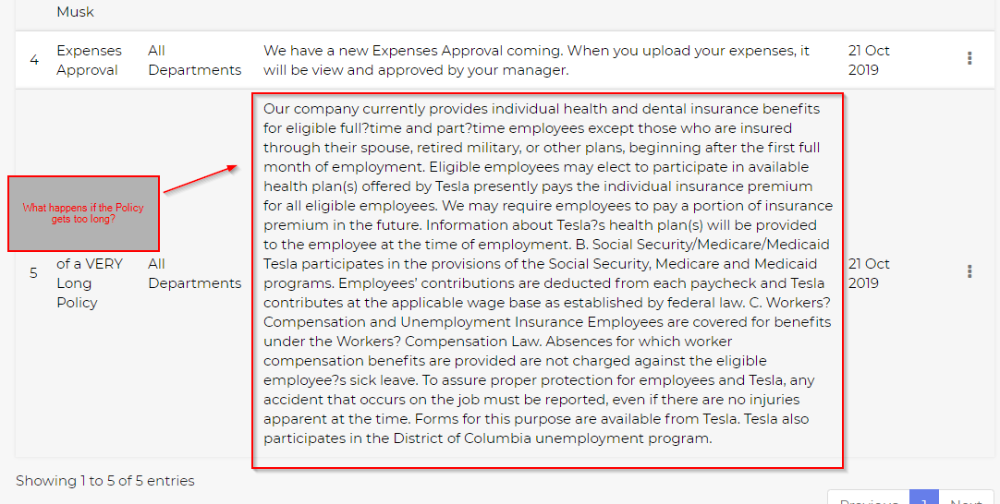 Musk
4
Expenses
Approval
All
Departments
We have a new Expenses Approval coming. When you upload your expenses, it
will be view and approved by your manager.
21 Oct
2019
What happens if the Policy
gets too long?
5
of a VERY
Long
Policy
All
Departments
Our company currently provides individual health and dental insurance benefits
for eligible full?time and part?time employees except those who are insured
through their spouse, retired military, or other plans, beginning after the first full
month of employment. Eligible employees may elect to participate in available
health plan(s) offered by Tesla presently pays the individual insurance premium
for all eligible employees. We may require employees to pay a portion of insurance
premium in the future. Information about Tesla?s health plan(s) will be provided
to the employee at the time of employment. B. Social Security/Medicare/Medicaid
Tesla participates in the provisions of the Social Security, Medicare and Medicaid
programs. Employees’ contributions are deducted from each paycheck and Tesla
contributes at the applicable wage base as established by federal law. C. Workers?
Compensation and Unemployment Insurance Employees are covered for benefits
under the Workers? Compensation Law. Absences for which worker
compensation benefits are provided are not charged against the eligible
employee?s sick leave. To assure proper protection for employees and Tesla, any
accident that occurs on the job must be reported, even if there are no injuries
apparent at the time. Forms for this purpose are available from Tesla. Tesla also
participates in the District of Columbia unemployment program.
21 Oct
2019
Showing 1 to 5 of 5 entries
Previous
1
Next